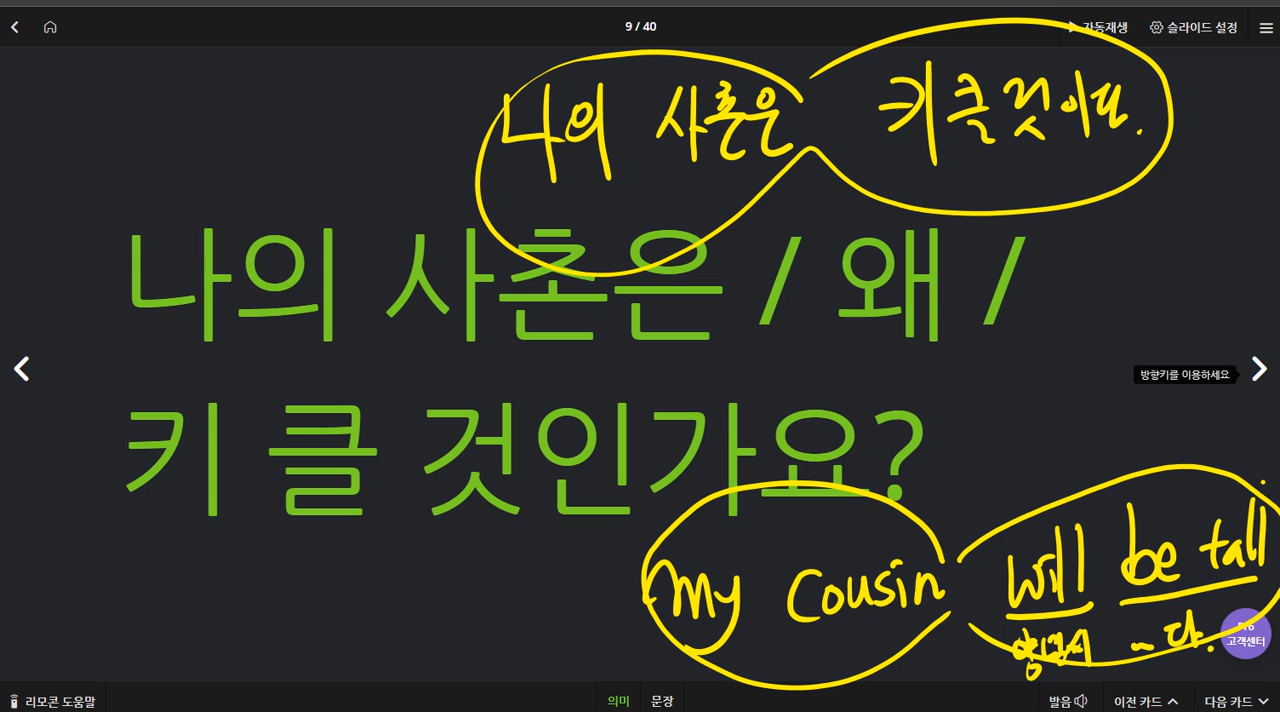 9 / 40
자동재생
슬라이드 설정
나의 사촌은 키클것이다.
나의 사촌은 / 왜 /
방향키를 이용하세요
키 클 것인가요?
my cousin will be tall
~다.
고객센터
리모콘 도움말
의미
문장
발음
이전 카드
다음 카드